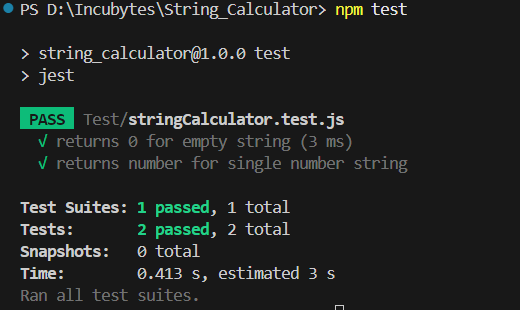 PS D:\Incubytes\String_Calculator> npm test
> string_calculator@1.0.0 test
> jest
PASS Test/stringCalculator.test.js
√ returns 0 for empty string (3 ms)
√ returns number for single number string
Test Suites: 1 passed, 1 total
Tests: 2 passed, 2 total
Snapshots: 0 total
Time: 0.413 s, estimated 3 s
Ran all test suites.